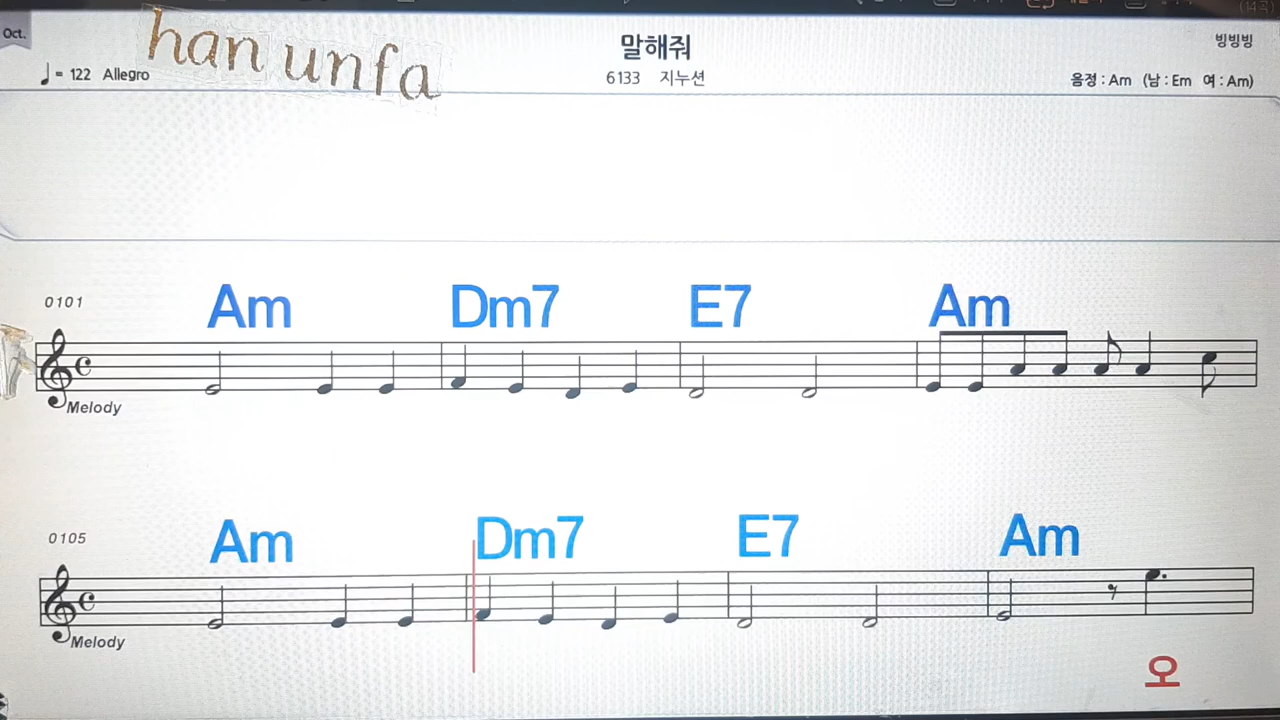 Oct.
han unfa
말해줘
빙빙빙
♩= 122 Allegro
6133 지누션
음정 : Am (남 : Em 여 : Am)
0101
Am Dm7 E7 Am
Melody
0105
Am Dm7 E7 Am
Melody
오